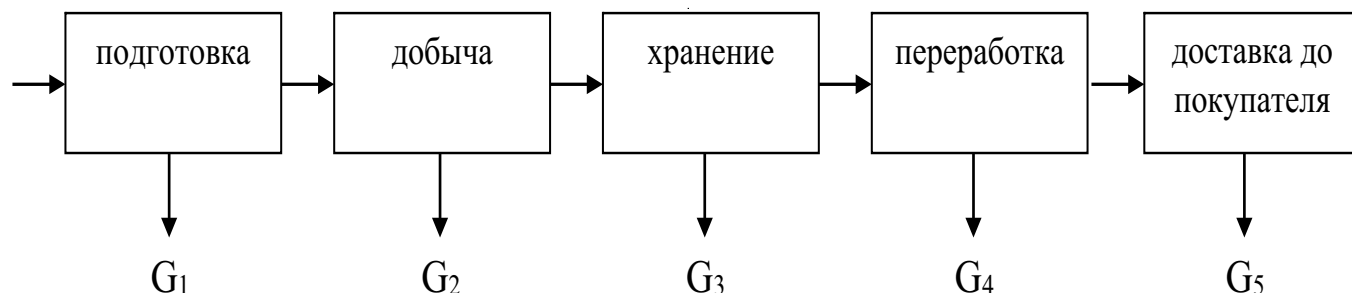 подготовка
добыча
хранение
переработка
доставка до
покупателя
G1
G2
G3
G4
G5